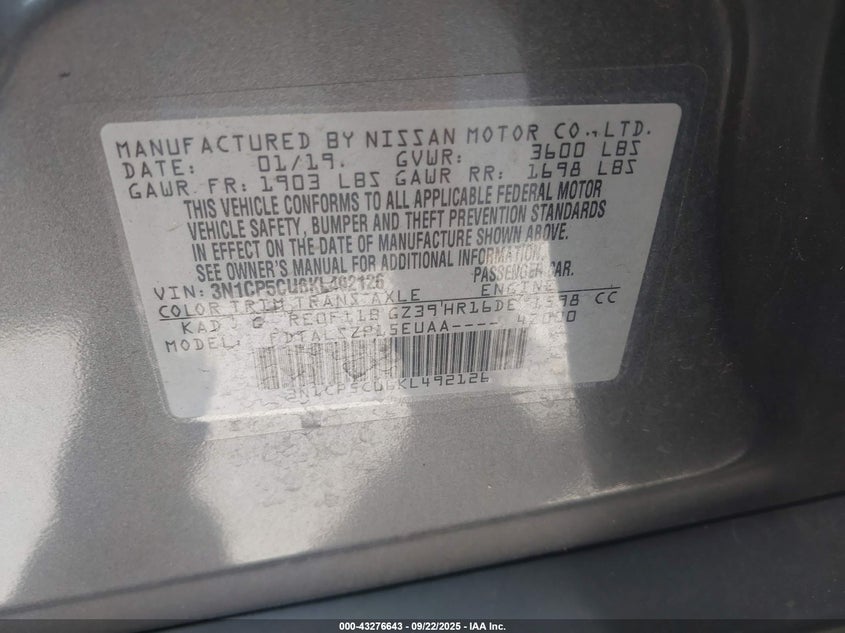 MANUFACTURED BY NISSAN MOTOR CO.,LTD.
DATE: 01/19. GVWR: 3600 LBS
GAWR FR: 1903 LBS GAWR RR: 1698 LBS
THIS VEHICLE CONFORMS TO ALL APPLICABLE FEDERAL MOTOR
VEHICLE SAFETY, BUMPER AND THEFT PREVENTION STANDARDS
IN EFFECT ON THE DATE OF MANUFACTURE SHOWN ABOVE.
SEE OWNER'S MANUAL FOR ADDITIONAL INFORMATION.
VIN: 3N1CP5CU6KL492126 PASSENGER CAR.
COLOR TRIM TRANS AXLE ENGINE
KAD G RE0F11B GZ39 HR16DE 1598 CC
MODEL:
3N1CP5CU6KL492126
000-43276643 - 09/22/2025 - IAA Inc.